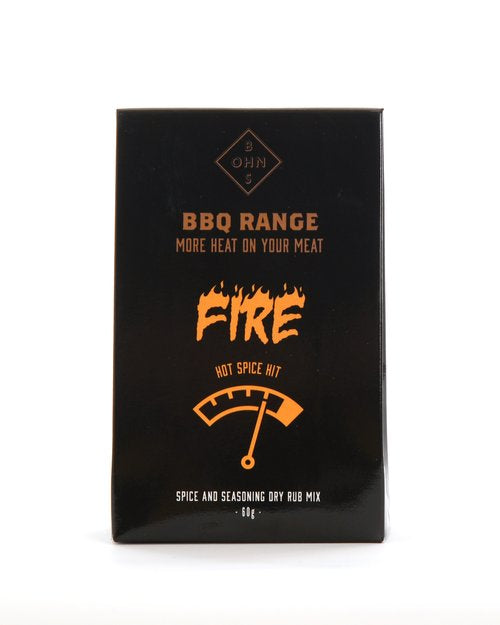 B
OHN
S
BBQ RANGE
MORE HEAT ON YOUR MEAT
FIRE
HOT SPICE HIT
SPICE AND SEASONING DRY RUB MIX
· 60g ·